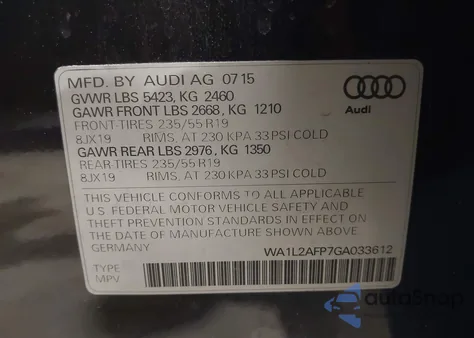 MFD. BY AUDI AG 07 15
GVWR LBS 5423, KG 2460
GAWR FRONT LBS 2668, KG 1210
FRONT-TIRES 235/55 R19
8JX19 RIMS, AT 230 KPA 33 PSI COLD
GAWR REAR LBS 2976, KG 1350
REAR TIRES 235/55 R19
8JX19 RIMS, AT 230 KPA 33 PSI COLD
Audi
THIS VEHICLE CONFORMS TO ALL APPLICABLE
U.S. FEDERAL MOTOR VEHICLE SAFETY AND
THEFT PREVENTION STANDARDS IN EFFECT ON
THE DATE OF MANUFACTURE SHOWN ABOVE.
GERMANY WA1L2AFP7GA033612
TYPE
MPV
autoSnap